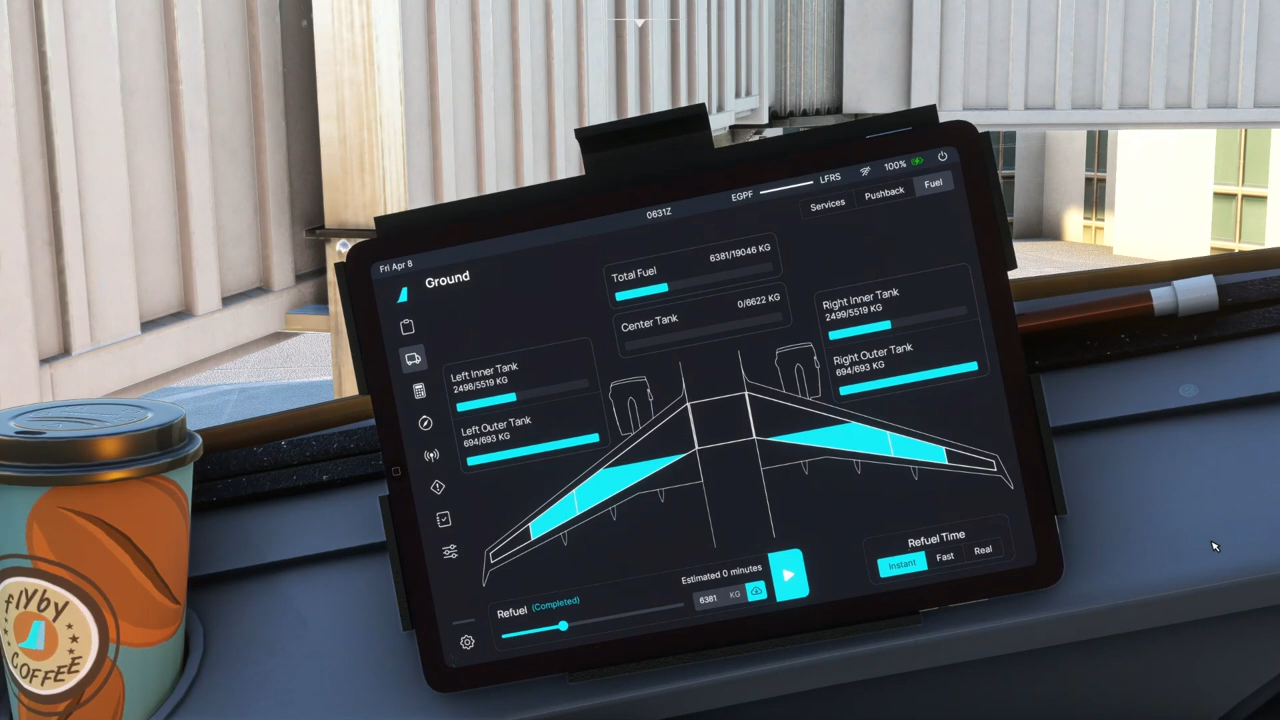 Fri Apr 8
0631Z
EGPF
LFRS
100%
Ground
Services
Pushback
Fuel
Total Fuel
6381/19046 KG
Center Tank
0/6622 KG
Left Inner Tank
2498/5519 KG
Left Outer Tank
694/693 KG
Right Inner Tank
2499/5519 KG
Right Outer Tank
694/693 KG
Refuel (Completed)
Estimated 0 minutes
6381 KG
Refuel Time
Instant
Fast
Real
flyby
COFFEE